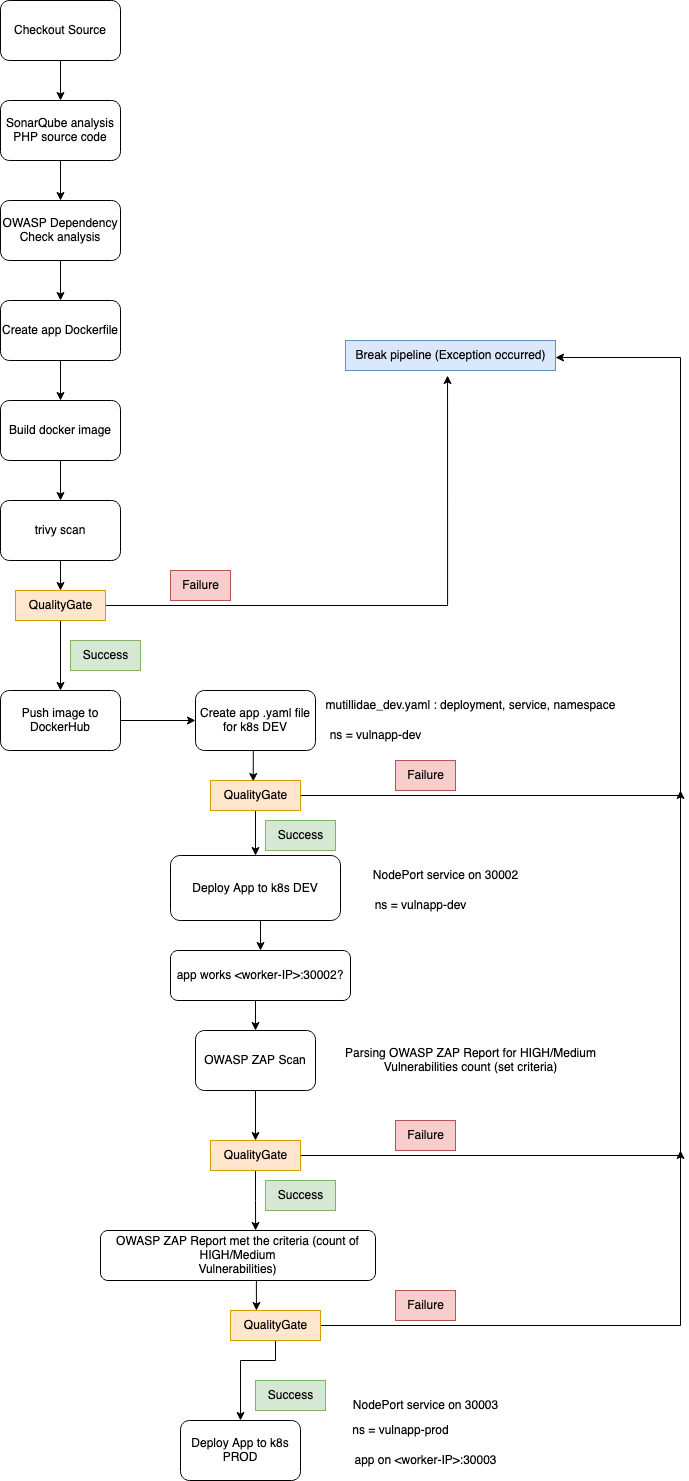 Checkout Source
SonarQube analysis
PHP source code
OWASP Dependency
Check analysis
Create app Dockerfile
Break pipeline (Exception occurred)
Build docker image
trivy scan
Failure
QualityGate
Success
Push image to
DockerHub
Create app .yaml file
for k8s DEV
mutillidae_dev.yaml : deployment, service, namespace
ns = vulnapp-dev
Failure
QualityGate
Success
Deploy App to k8s DEV
NodePort service on 30002
ns = vulnapp-dev
app works <worker-IP>:30002?
OWASP ZAP Scan
Parsing OWASP ZAP Report for HIGH/Medium
Vulnerabilities count (set criteria)
Failure
QualityGate
Success
OWASP ZAP Report met the criteria (count of
HIGH/Medium
Vulnerabilities)
Failure
QualityGate
Success
Deploy App to k8s
PROD
NodePort service on 30003
ns = vulnapp-prod
app on <worker-IP>:30003